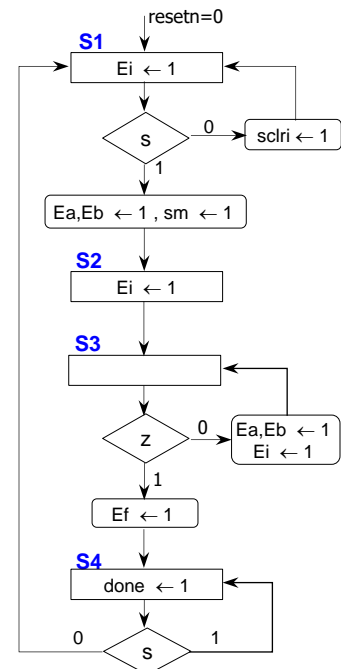 resetn=0
S1
Ei ← 1
s
0
sclri ← 1
1
Ea,Eb ← 1 , sm ← 1
S2
Ei ← 1
S3
z
0
Ea,Eb ← 1
Ei ← 1
1
Ef ← 1
S4
done ← 1
0
s
1